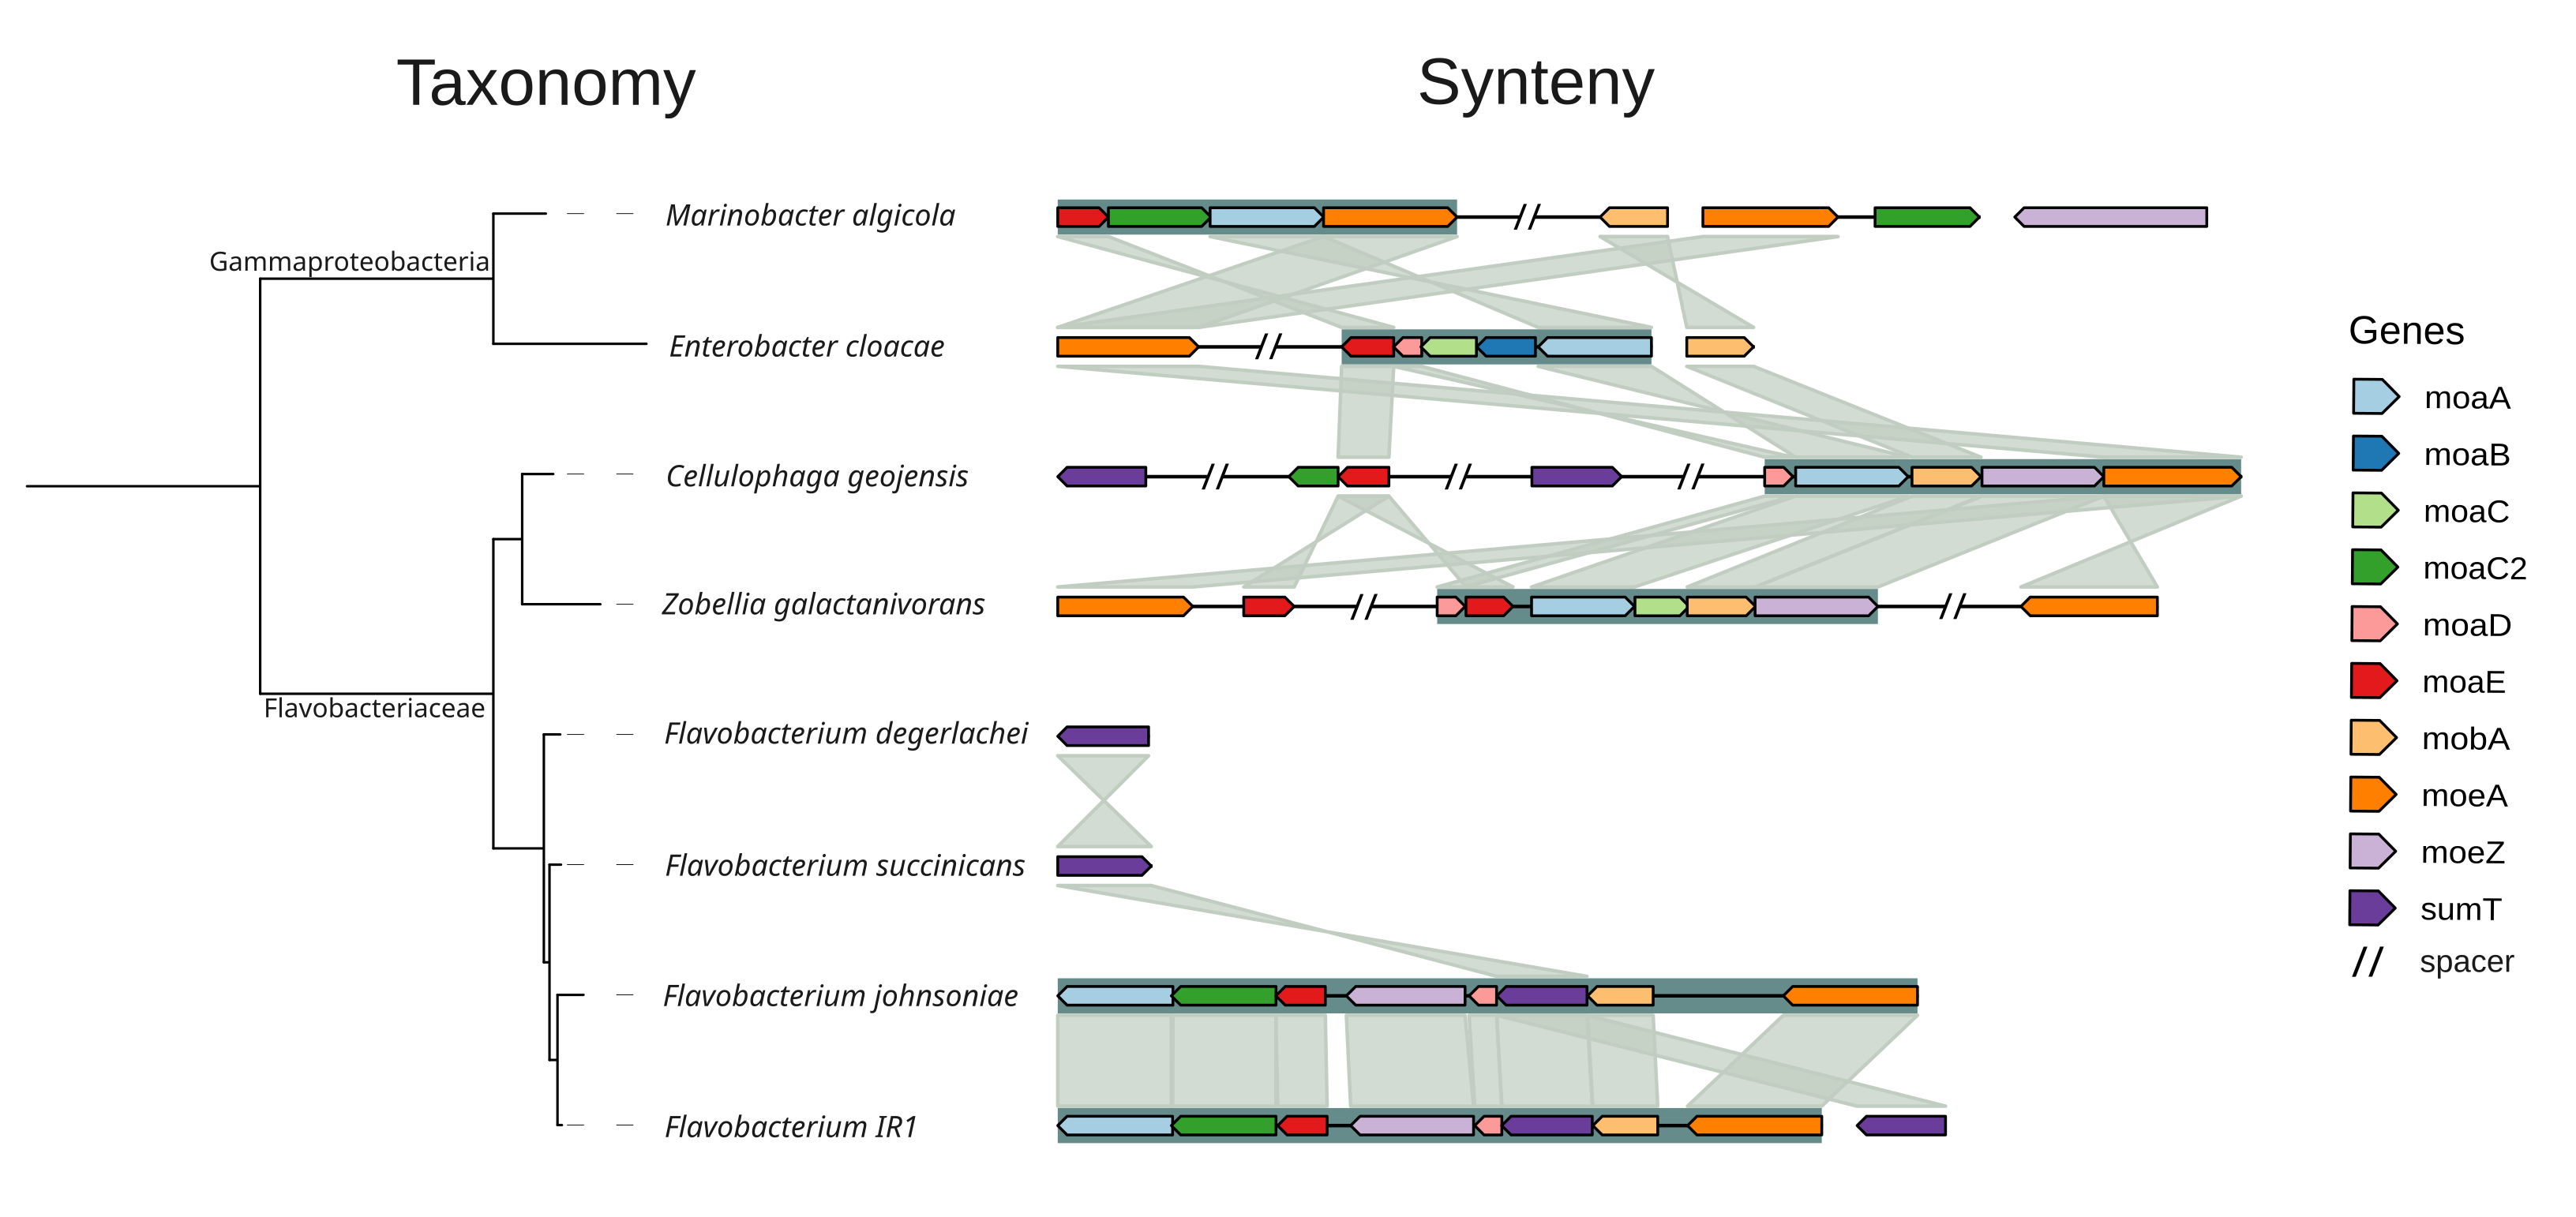 Taxonomy
Synteny
Marinobacter algicola
Gammaproteobacteria
Enterobacter cloacae
Cellulophaga geojensis
Zobellia galactanivorans
Flavobacteriaceae
Flavobacterium degerlachei
Flavobacterium succinicans
Flavobacterium johnsoniae
Flavobacterium IR1
Genes
moaA
moaB
moaC
moaC2
moaD
moaE
mobA
moeA
moeZ
sumT
spacer